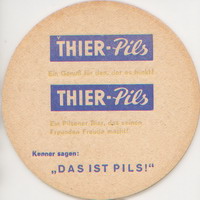 THIER-Pils
Ein Genuß für den, der es trinkt!
THIER-Pils
Ein Pilsener Bier, das seinen
Freunden Freude macht!
Kenner sagen:
„DAS IST PILS!"